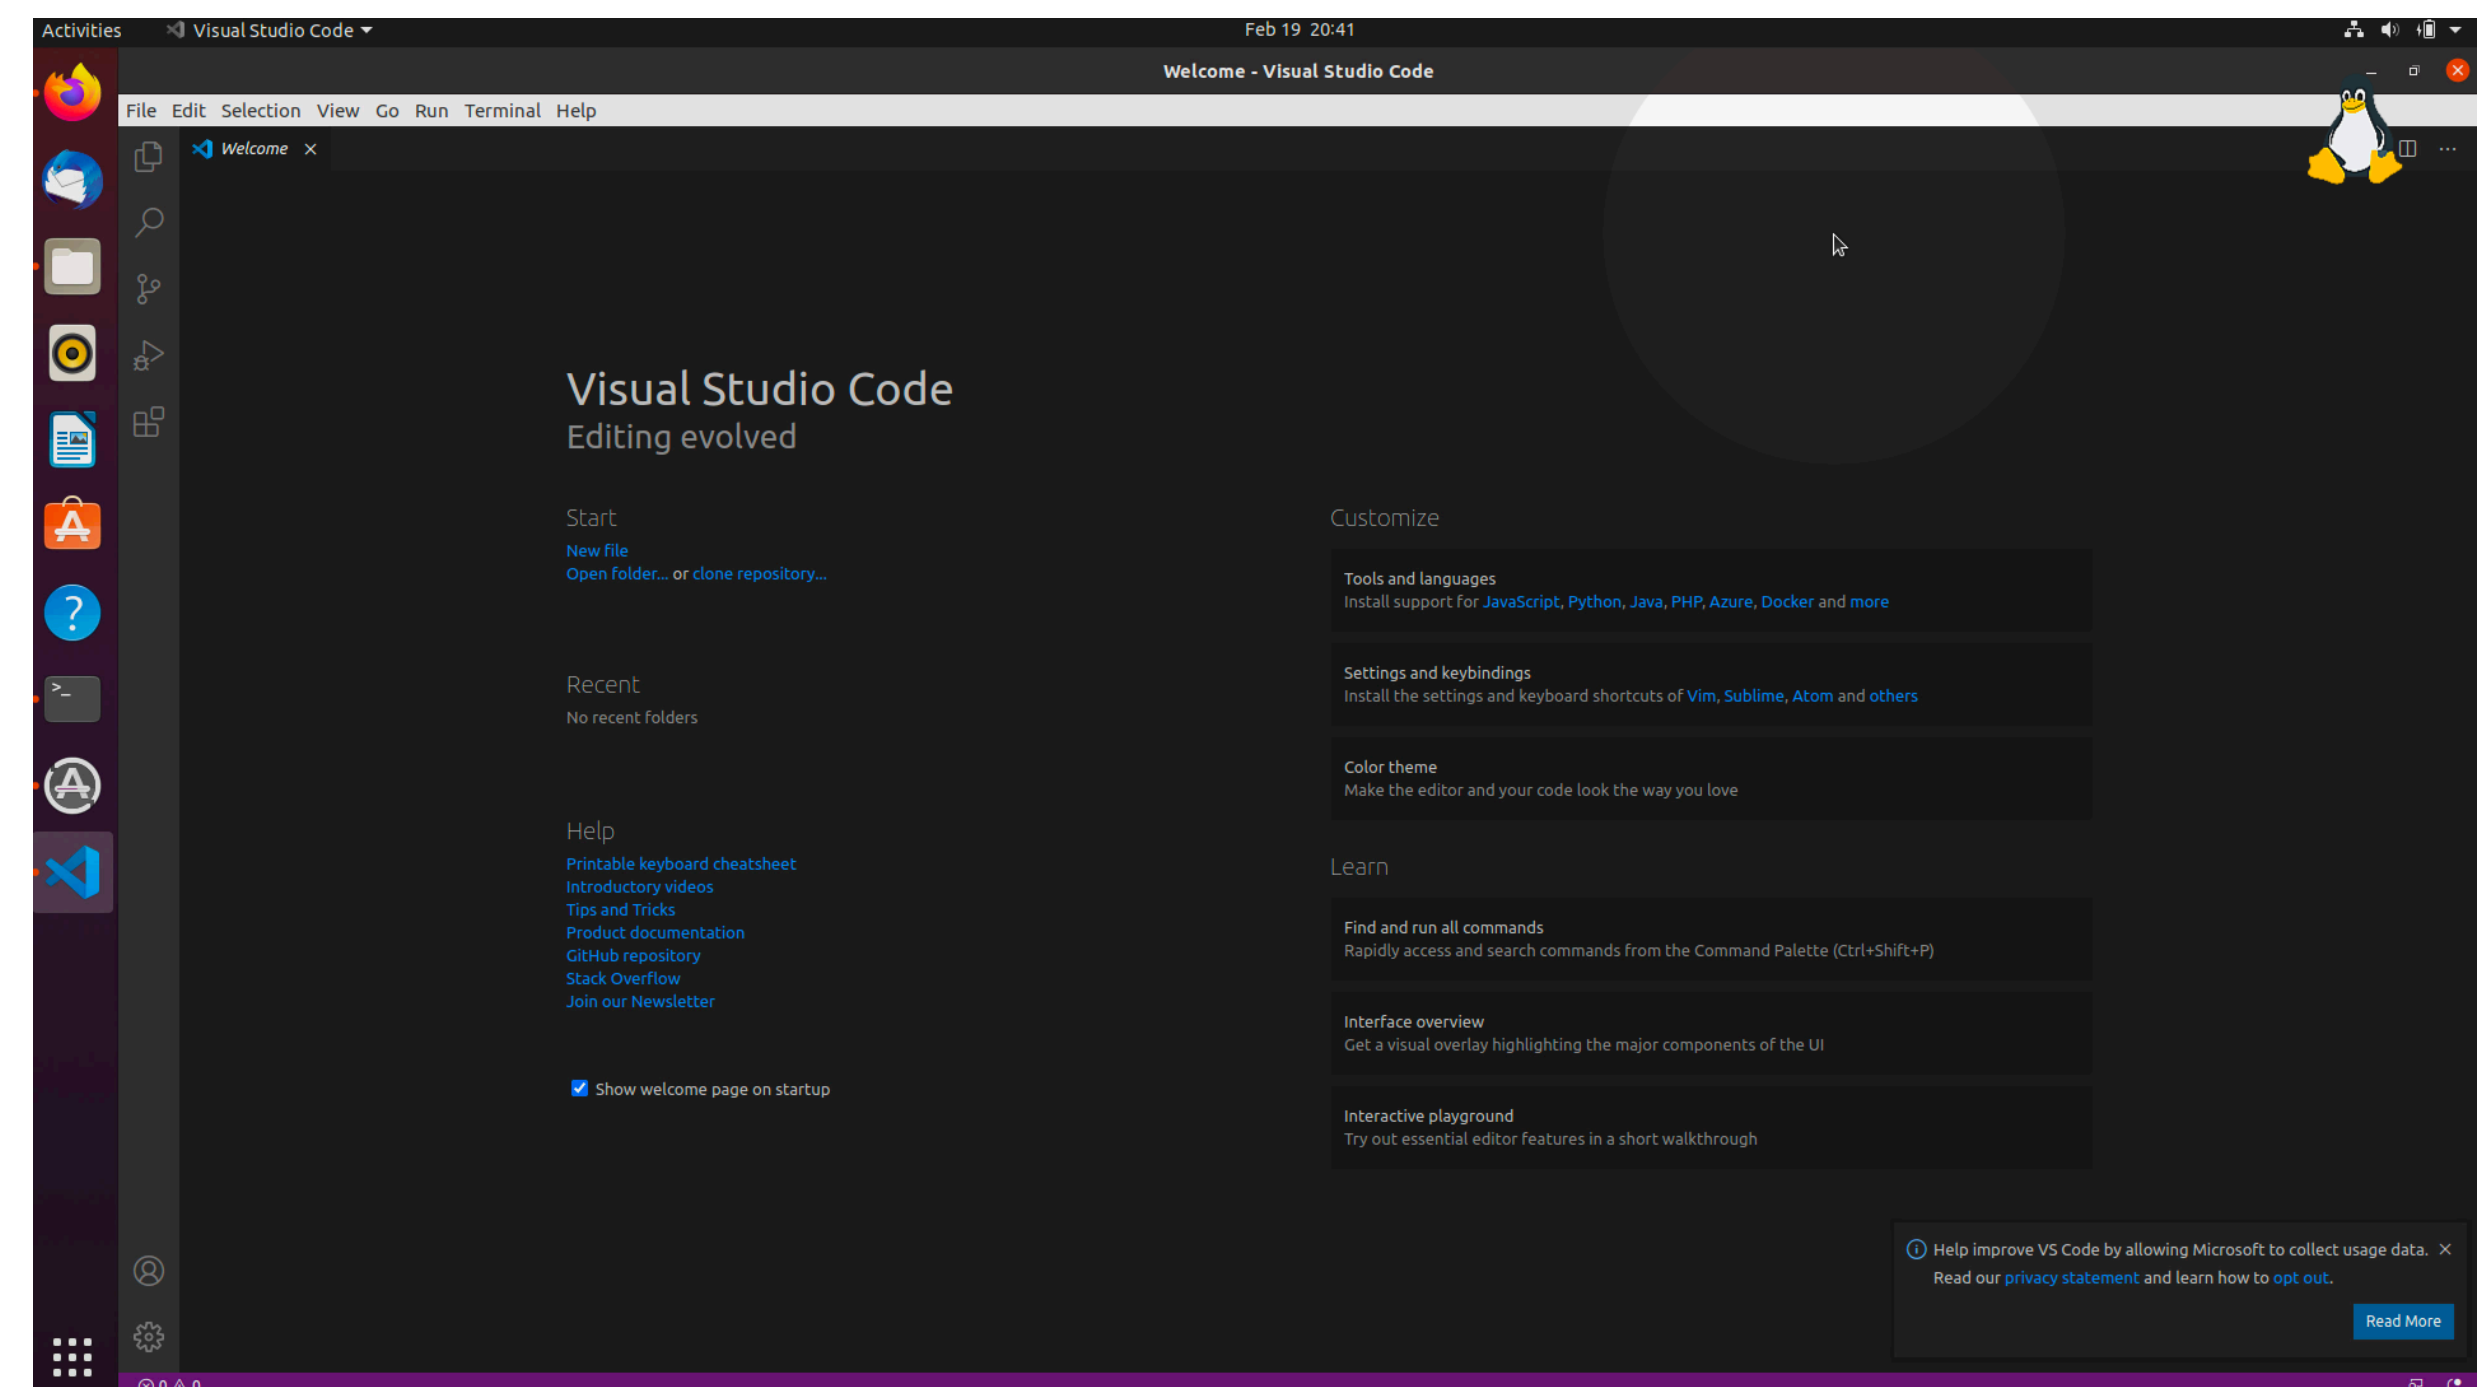 Activities Visual Studio Code Feb 19 20:41
Welcome - Visual Studio Code
File Edit Selection View Go Run Terminal Help
Welcome
Visual Studio Code
Editing evolved
Start
New file
Open folder... or clone repository...
Recent
No recent folders
Help
Printable keyboard cheatsheet
Introductory videos
Tips and Tricks
Product documentation
GitHub repository
Stack Overflow
Join our Newsletter
Show welcome page on startup
Customize
Tools and languages
Install support for JavaScript, Python, Java, PHP, Azure, Docker and more
Settings and keybindings
Install the settings and keyboard shortcuts of Vim, Sublime, Atom and others
Color theme
Make the editor and your code look the way you love
Learn
Find and run all commands
Rapidly access and search commands from the Command Palette (Ctrl+Shift+P)
Interface overview
Get a visual overlay highlighting the major components of the UI
Interactive playground
Try out essential editor features in a short walkthrough
Help improve VS Code by allowing Microsoft to collect usage data.
Read our privacy statement and learn how to opt out.
Read More
0 0